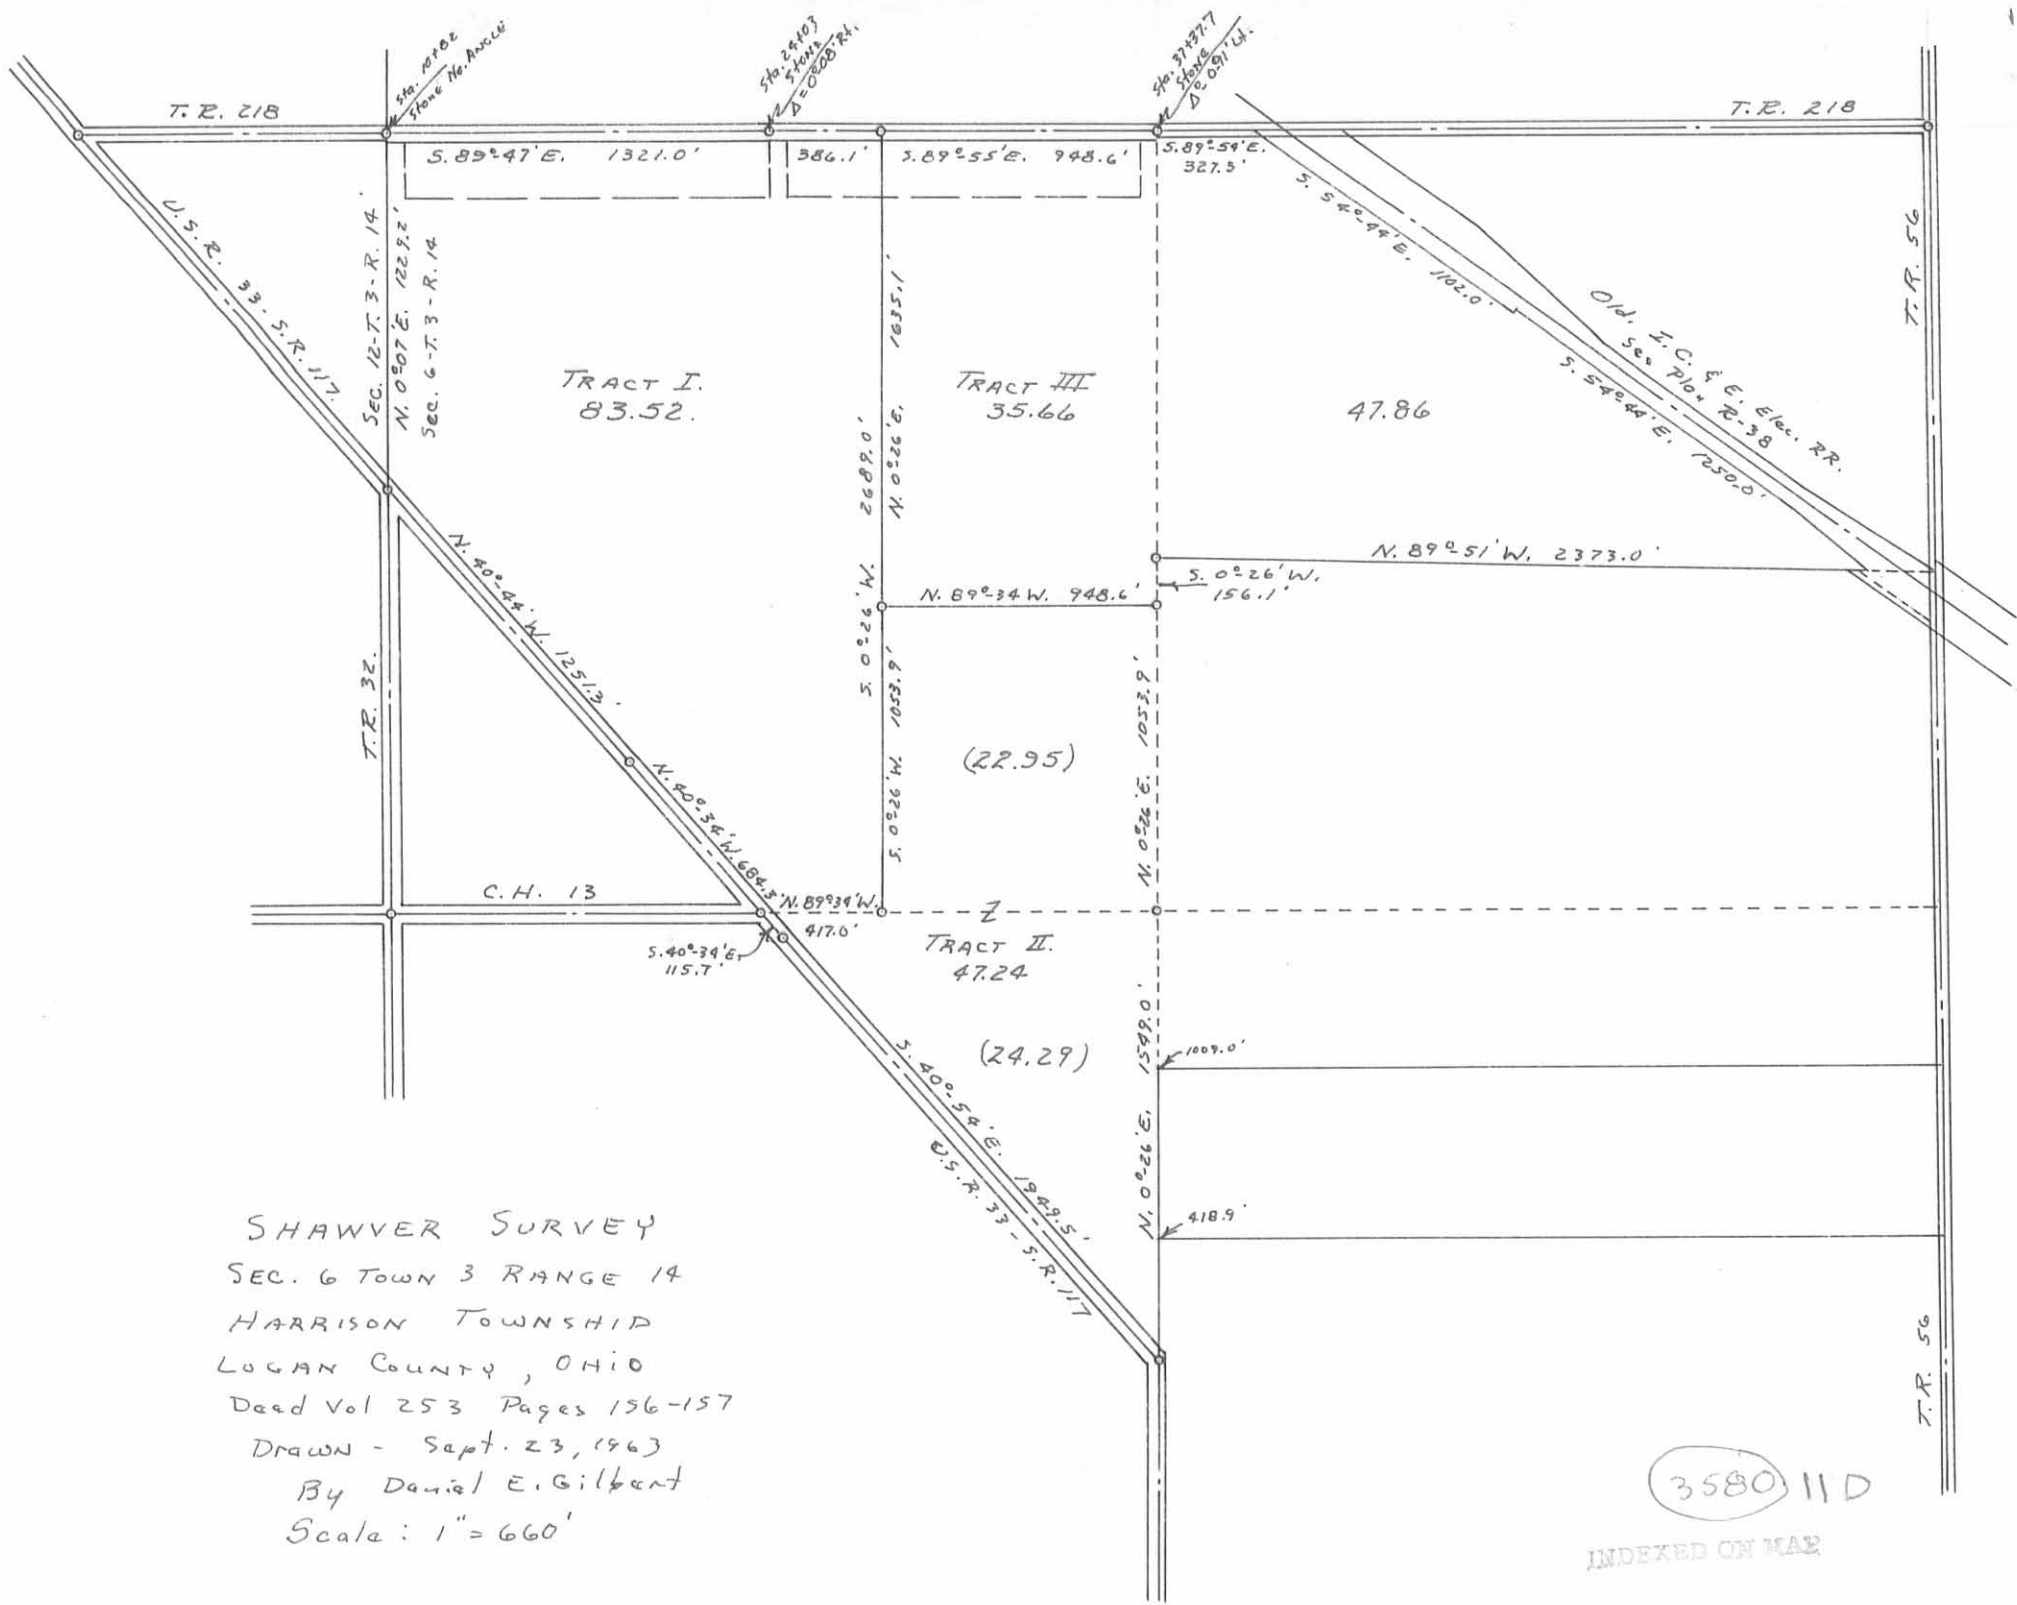 Sta. 10+82
Stone No. ANGLE
Sta. 24+03
Stone
Δ=0°08' Rt.
Sta. 37+37.7
Stone
T.R. 218
T.R. 218
S. 89°-47' E. 1321.0'
386.1'
S. 89°-55' E. 948.6'
S. 89°-54' E.
327.3'
U.S.R. 33 - S.R. 117.
SEC. 12-T. 3-R. 14
N. 0°07' E. 1229.2'
Sec. 6-T. 3-R. 14
S. 54°-44' E. 1102.0'
Old. I.C. & E. Elec. RR.
See Plan R-38
S. 54°-44' E. 1250.0'
T.R. 56
TRACT I.
83.52.
S. 0°-26' W. 2689.0'
N. 0°-26' E. 1635.1'
TRACT III
35.66
47.86
N. 89°-51' W. 2373.0'
S. 0°-26' W.
156.1'
N. 89°-34 W. 948.6'
N. 40°-44' W. 1251.3'
T.R. 32.
S. 0°-26' W. 1053.9'
N. 0°26' E. 1053.9'
(22.95)
N. 40°-34' W. 684.3'
C.H. 13
N. 89°34' W.
417.0'
Z
S. 40°-34' E.
115.7'
TRACT II.
47.24
(24.29)
N. 0°-26' E. 1549.0'
1009.0'
418.9'
S. 40°-54' E. 1949.5'
U.S.R. 33 - S.R. 117
T.R. 56
SHAWVER SURVEY
SEC. 6 TOWN 3 RANGE 14
HARRISON TOWNSHIP
LOGAN COUNTY, OHIO
Deed Vol 253 Pages 156-157
Drawn - Sept. 23, 1963
By Daniel E. Gilbert
Scale: 1" = 660'
3580 11D
INDEXED ON MAP